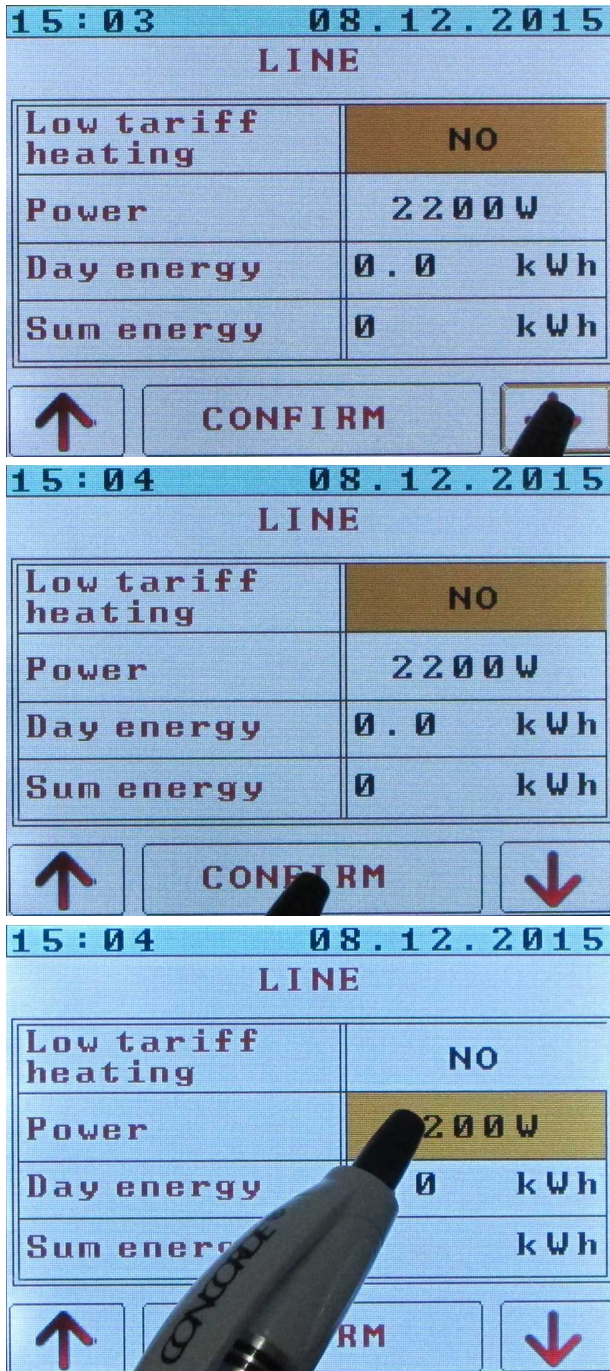 15:03 08.12.2015
LINE
Low tariff
heating NO
Power 2200W
Day energy 0.0 kWh
Sum energy 0 kWh
CONFIRM
15:04 08.12.2015
LINE
Low tariff
heating NO
Power 2200W
Day energy 0.0 kWh
Sum energy 0 kWh
CONFIRM
15:04 08.12.2015
LINE
Low tariff
heating NO
Power 200W
Day energy 0 kWh
Sum kWh
CONCORDE
RM